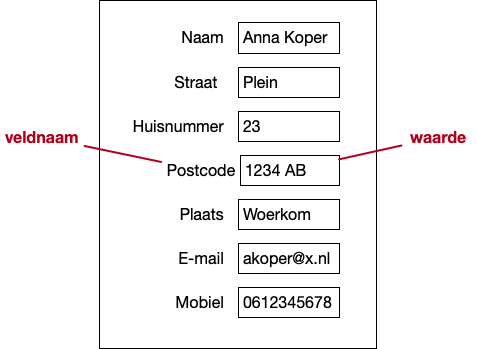 Naam Anna Koper
Straat Plein
Huisnummer 23
veldnaam waarde
Postcode 1234 AB
Plaats Woerkom
E-mail akoper@x.nl
Mobiel 0612345678